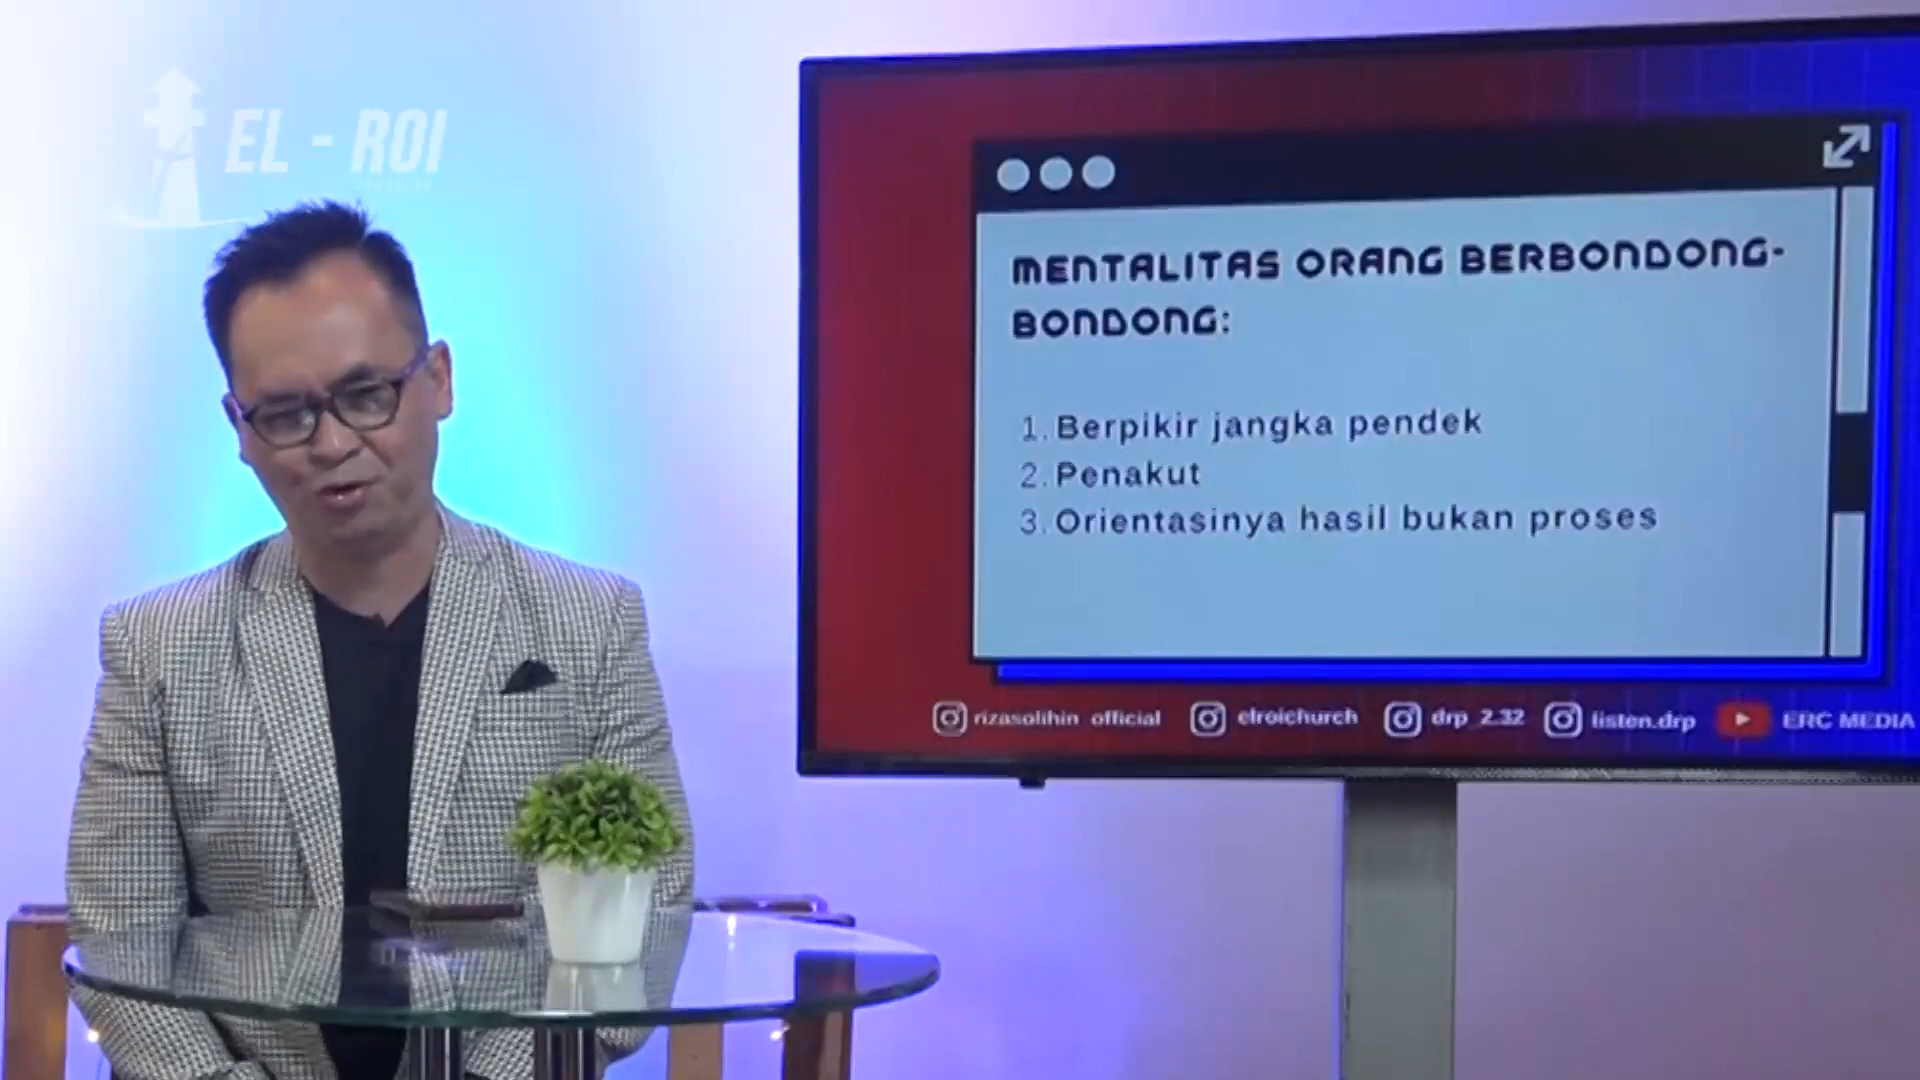 EL - ROI
MENTALITAS ORANG BERBONDONG-
BONDONG:
1. Berpikir jangka pendek
2. Penakut
3. Orientasinya hasil bukan proses
rizasolihin_official elroichurch drp_2.32 listen.drp ERC MEDIA